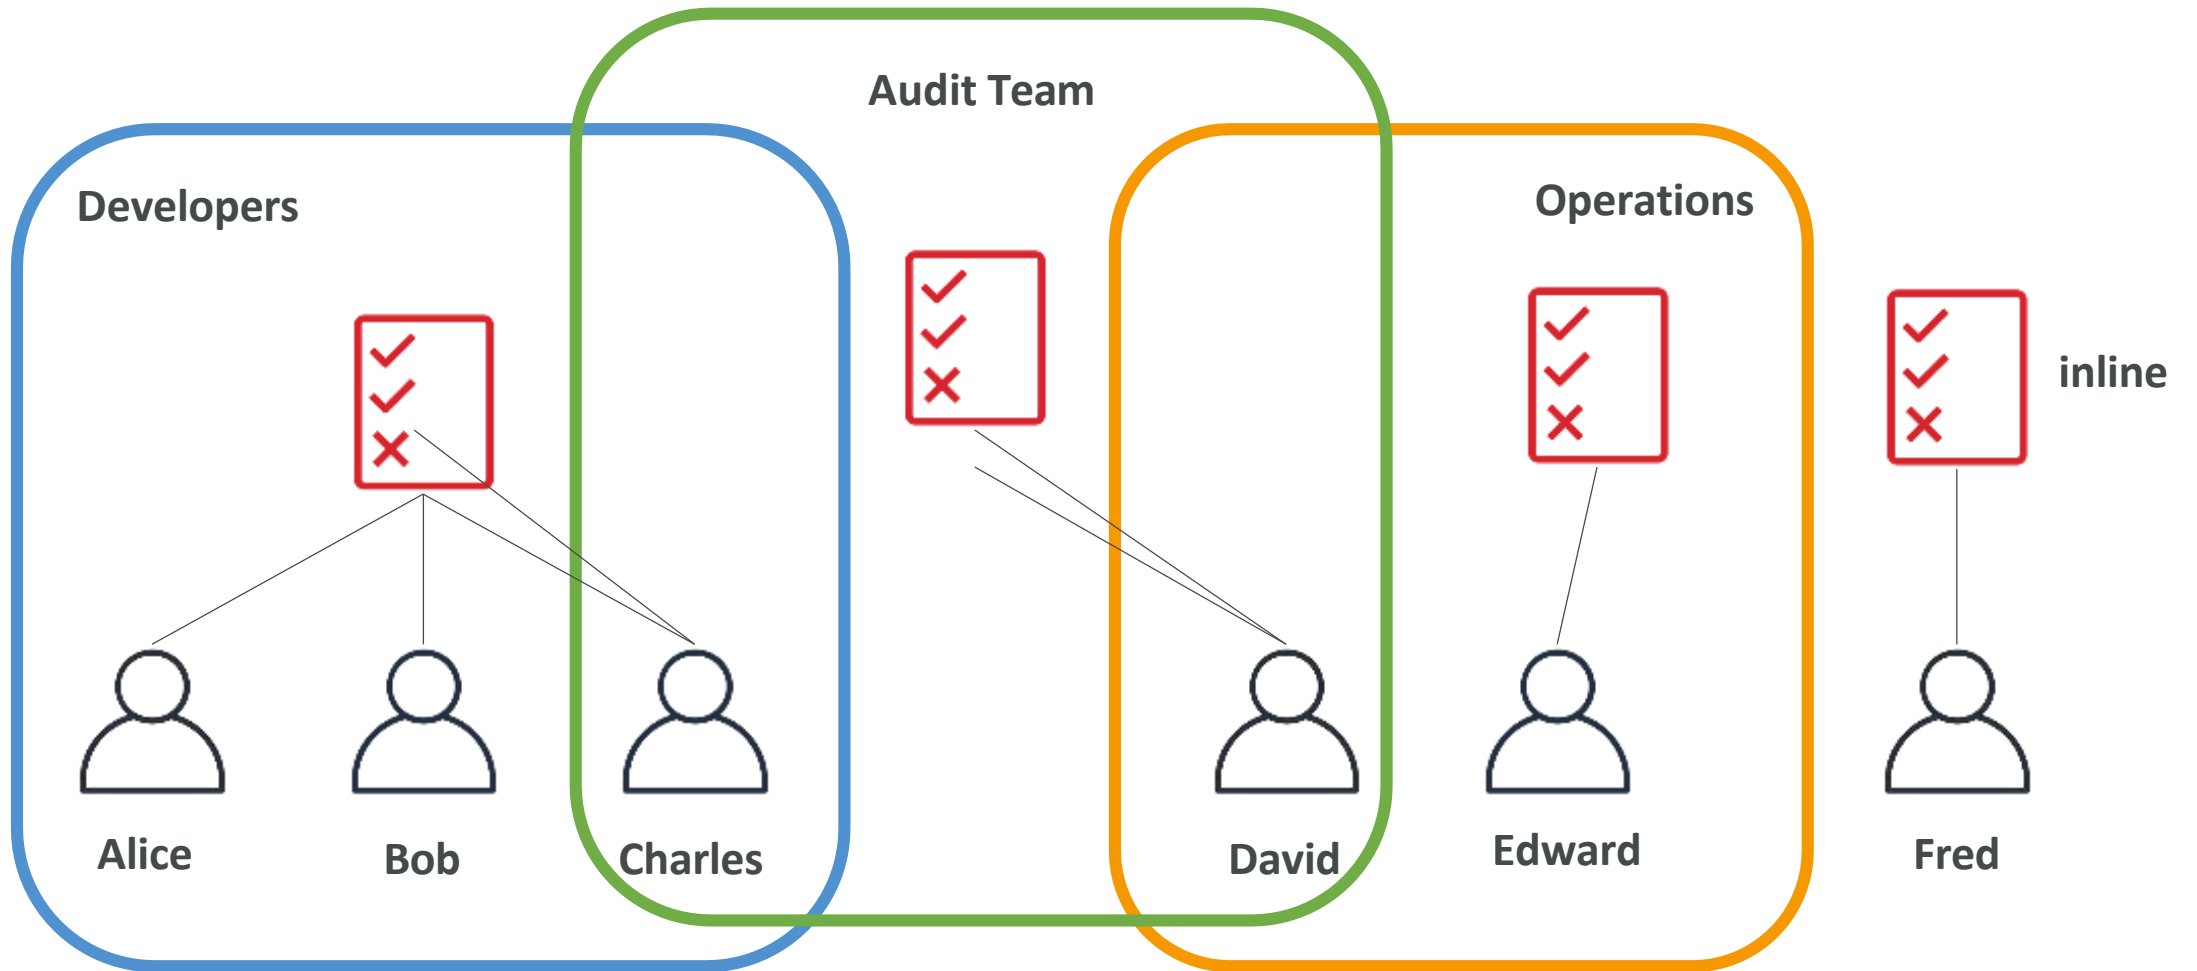 Audit Team
Developers
Operations
inline
Alice
Bob
Charles
David
Edward
Fred